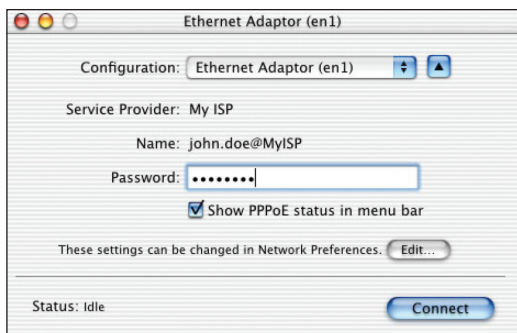 Ethernet Adaptor (en1)
Configuration: Ethernet Adaptor (en1)
Service Provider: My ISP
Name: john.doe@MyISP
Password: ••••••••
Show PPPoE status in menu bar
These settings can be changed in Network Preferences. Edit...
Status: Idle
Connect